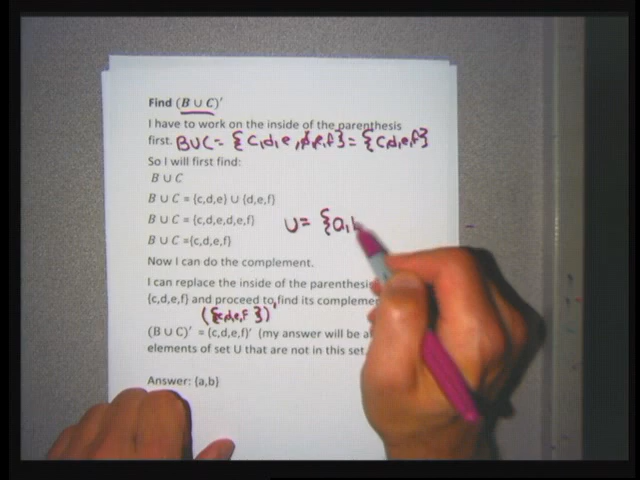 Find (B ∪ C)′
I have to work on the inside of the parenthesis
first. B∪C= {c,d,e,d,e,f} = {c,d,e,f}
So I will first find:
B ∪ C
B ∪ C = {c,d,e} ∪ {d,e,f}
B ∪ C = {c,d,e,d,e,f}
U= {a,b
B ∪ C ={c,d,e,f}
Now I can do the complement.
I can replace the inside of the parenthesis
{c,d,e,f} and proceed to find its
({c,d,e,f})′
(B ∪ C)′ = {c,d,e,f}′ (my answer will be
elements of set U that are not in this set
Answer: {a,b}